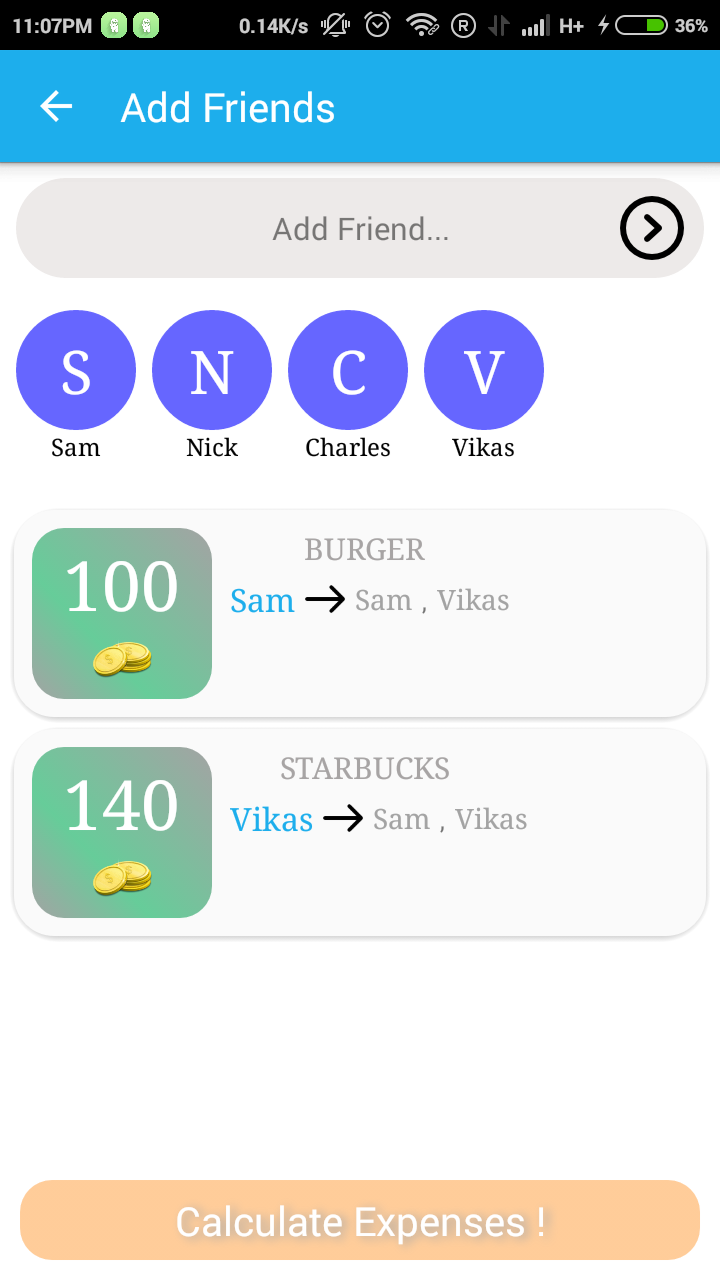 11:07PM 0.14K/s R H+ 36%
Add Friends
Add Friend...
S N C V
Sam Nick Charles Vikas
BURGER
100
Sam → Sam , Vikas
STARBUCKS
140
Vikas → Sam , Vikas
Calculate Expenses !